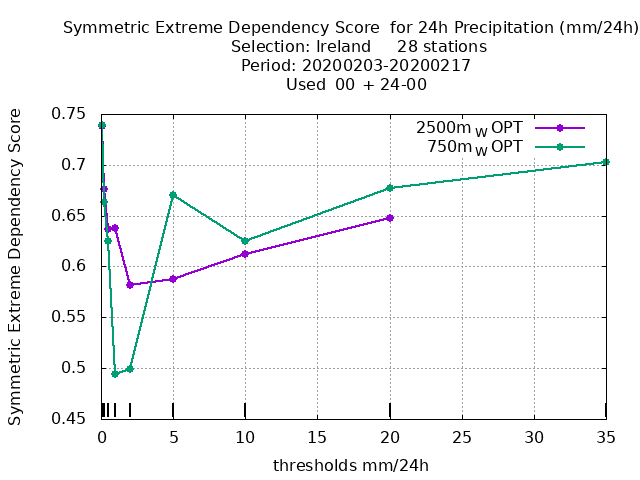 Symmetric Extreme Dependency Score  for 24h Precipitation (mm/24h)
Selection: Ireland     28 stations
Period: 20200203-20200217
Used  00 + 24-00
Symmetric Extreme Dependency Score
0.75
0.7
0.65
0.6
0.55
0.5
0.45
2500m W OPT
750m W OPT
0 5 10 15 20 25 30 35
thresholds mm/24h